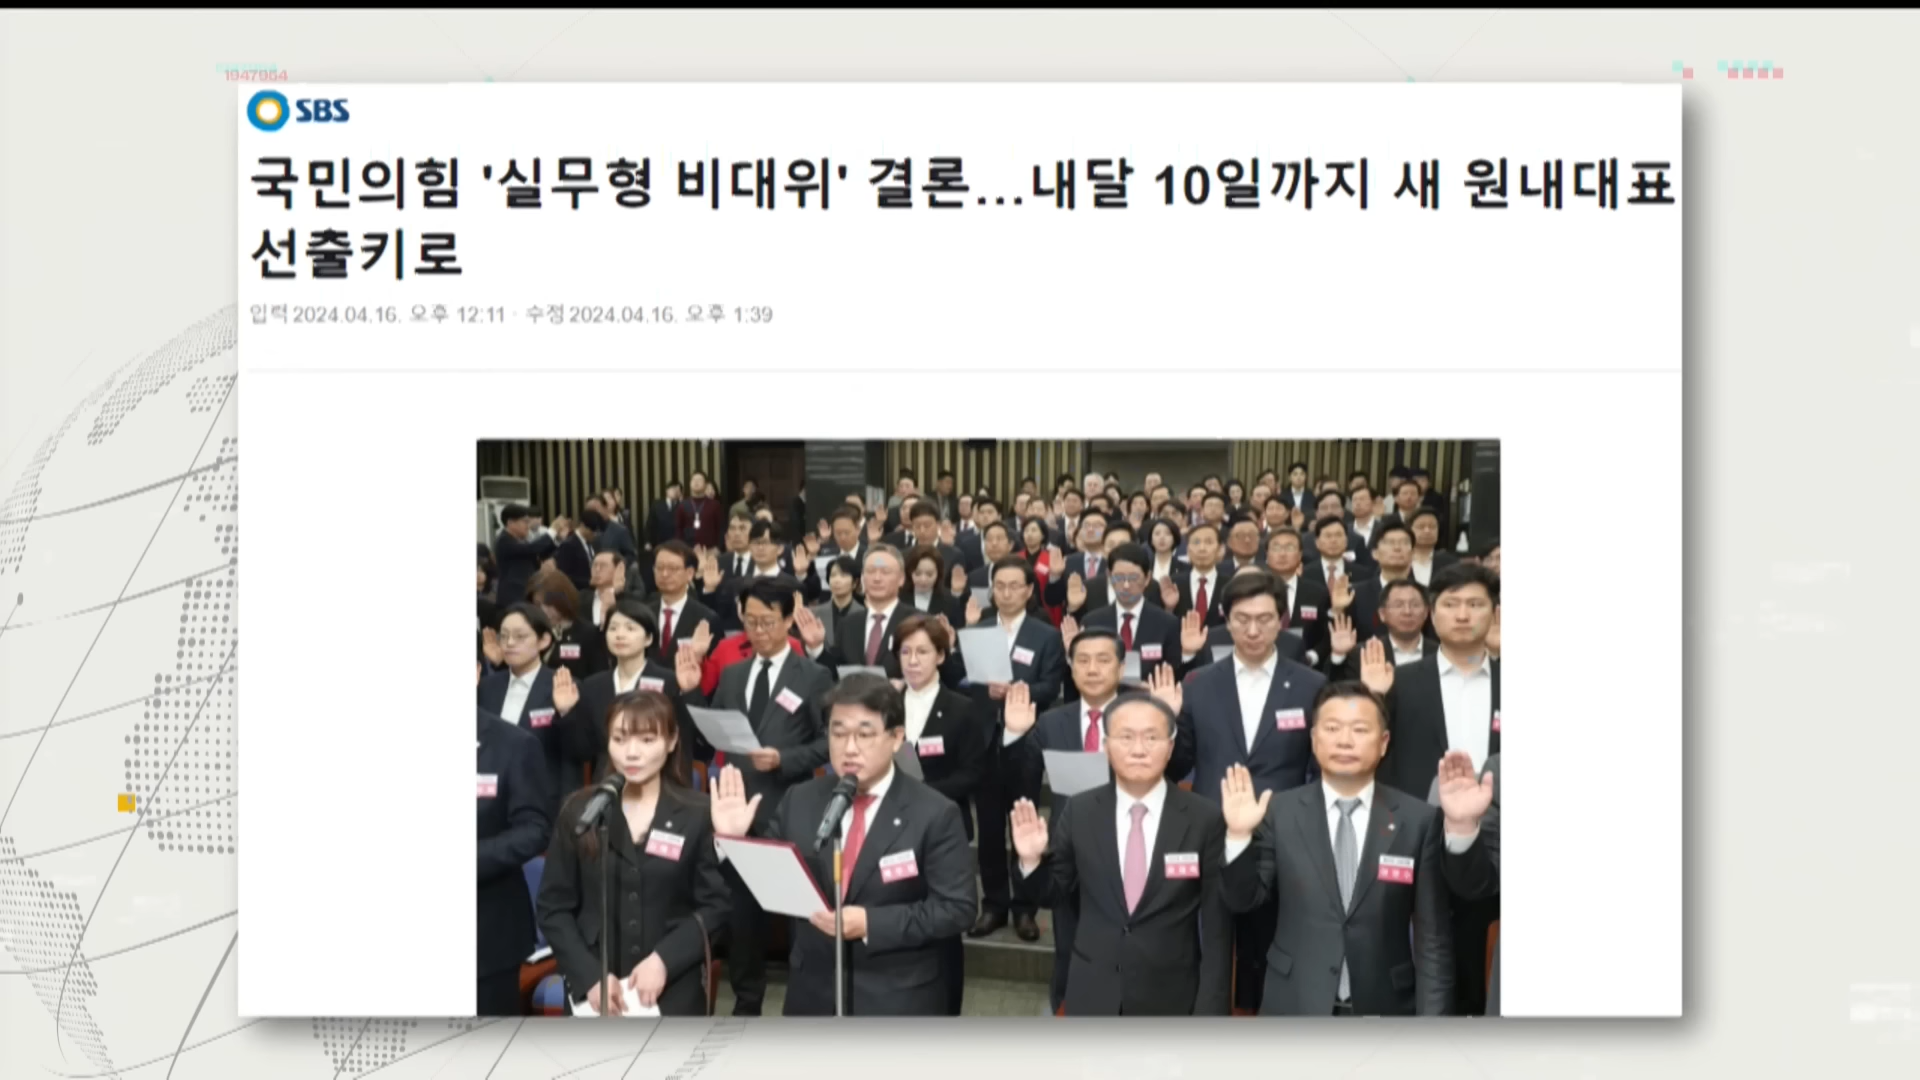 1947984
SBS
국민의힘 '실무형 비대위' 결론...내달 10일까지 새 원내대표
선출키로
입력 2024.04.16. 오후 12:11 · 수정 2024.04.16. 오후 1:39